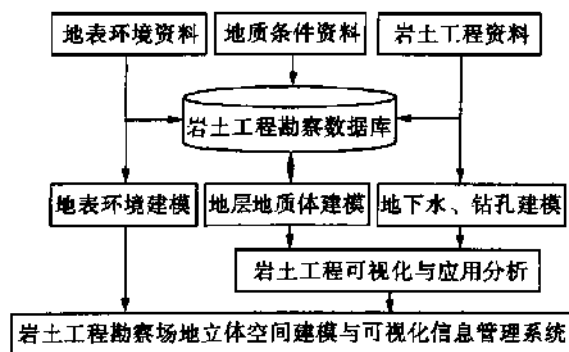 地表环境资料
地质条件资料
岩土工程资料
岩土工程勘察数据库
地表环境建模
地层地质体建模
地下水、钻孔建模
岩土工程可视化与应用分析
岩土工程勘察场地立体空间建模与可视化信息管理系统